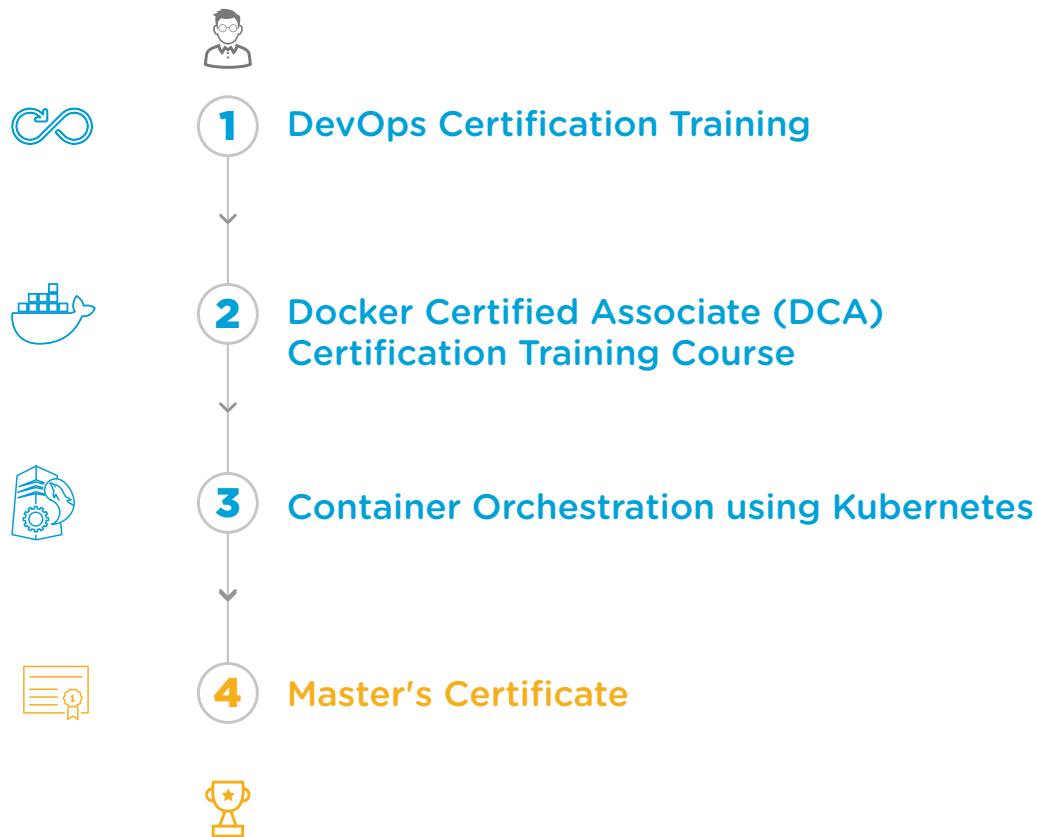 1 DevOps Certification Training
2 Docker Certified Associate (DCA)
Certification Training Course
3 Container Orchestration using Kubernetes
1
4 Master's Certificate